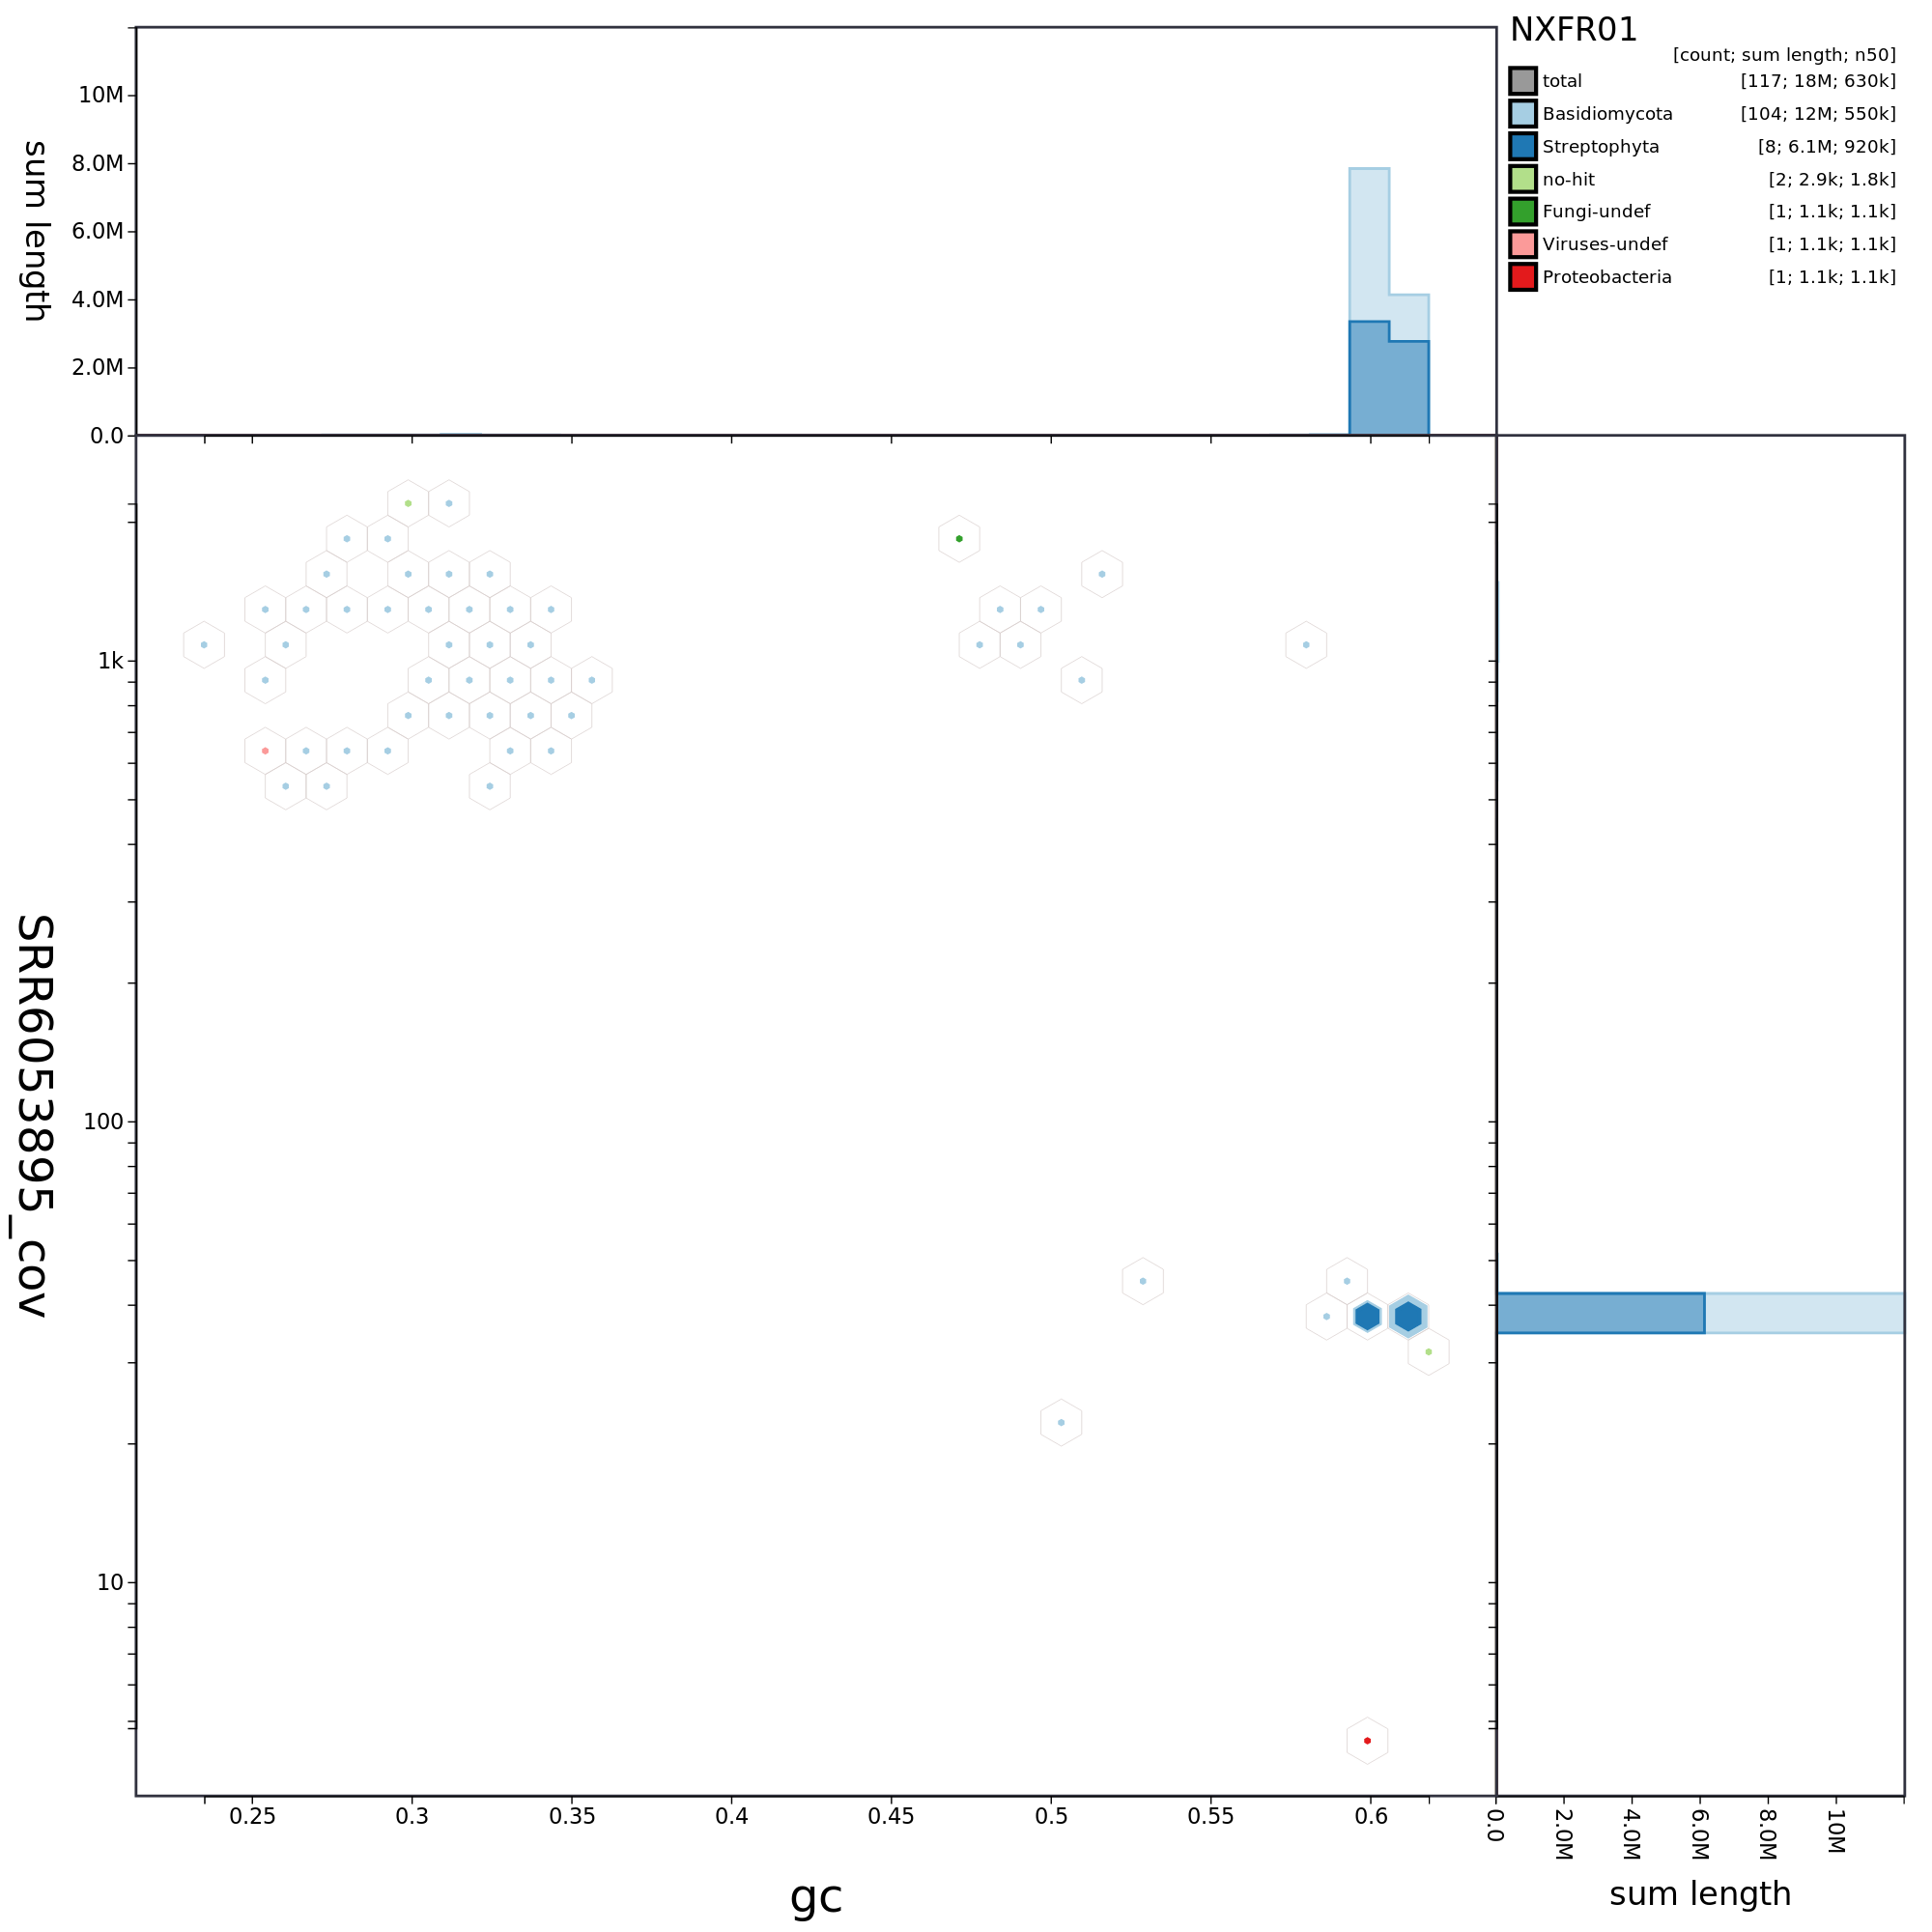 NXFR01
[count; sum length; n50]
total [117; 18M; 630k]
Basidiomycota [104; 12M; 550k]
Streptophyta [8; 6.1M; 920k]
no-hit [2; 2.9k; 1.8k]
Fungi-undef [1; 1.1k; 1.1k]
Viruses-undef [1; 1.1k; 1.1k]
Proteobacteria [1; 1.1k; 1.1k]
sum length
10M
8.0M
6.0M
4.0M
2.0M
0.0
SRR6053895_cov
1k
100
10
0.25 0.3 0.35 0.4 0.45 0.5 0.55 0.6
gc
0.0 2.0M 4.0M 6.0M 8.0M 10M
sum length